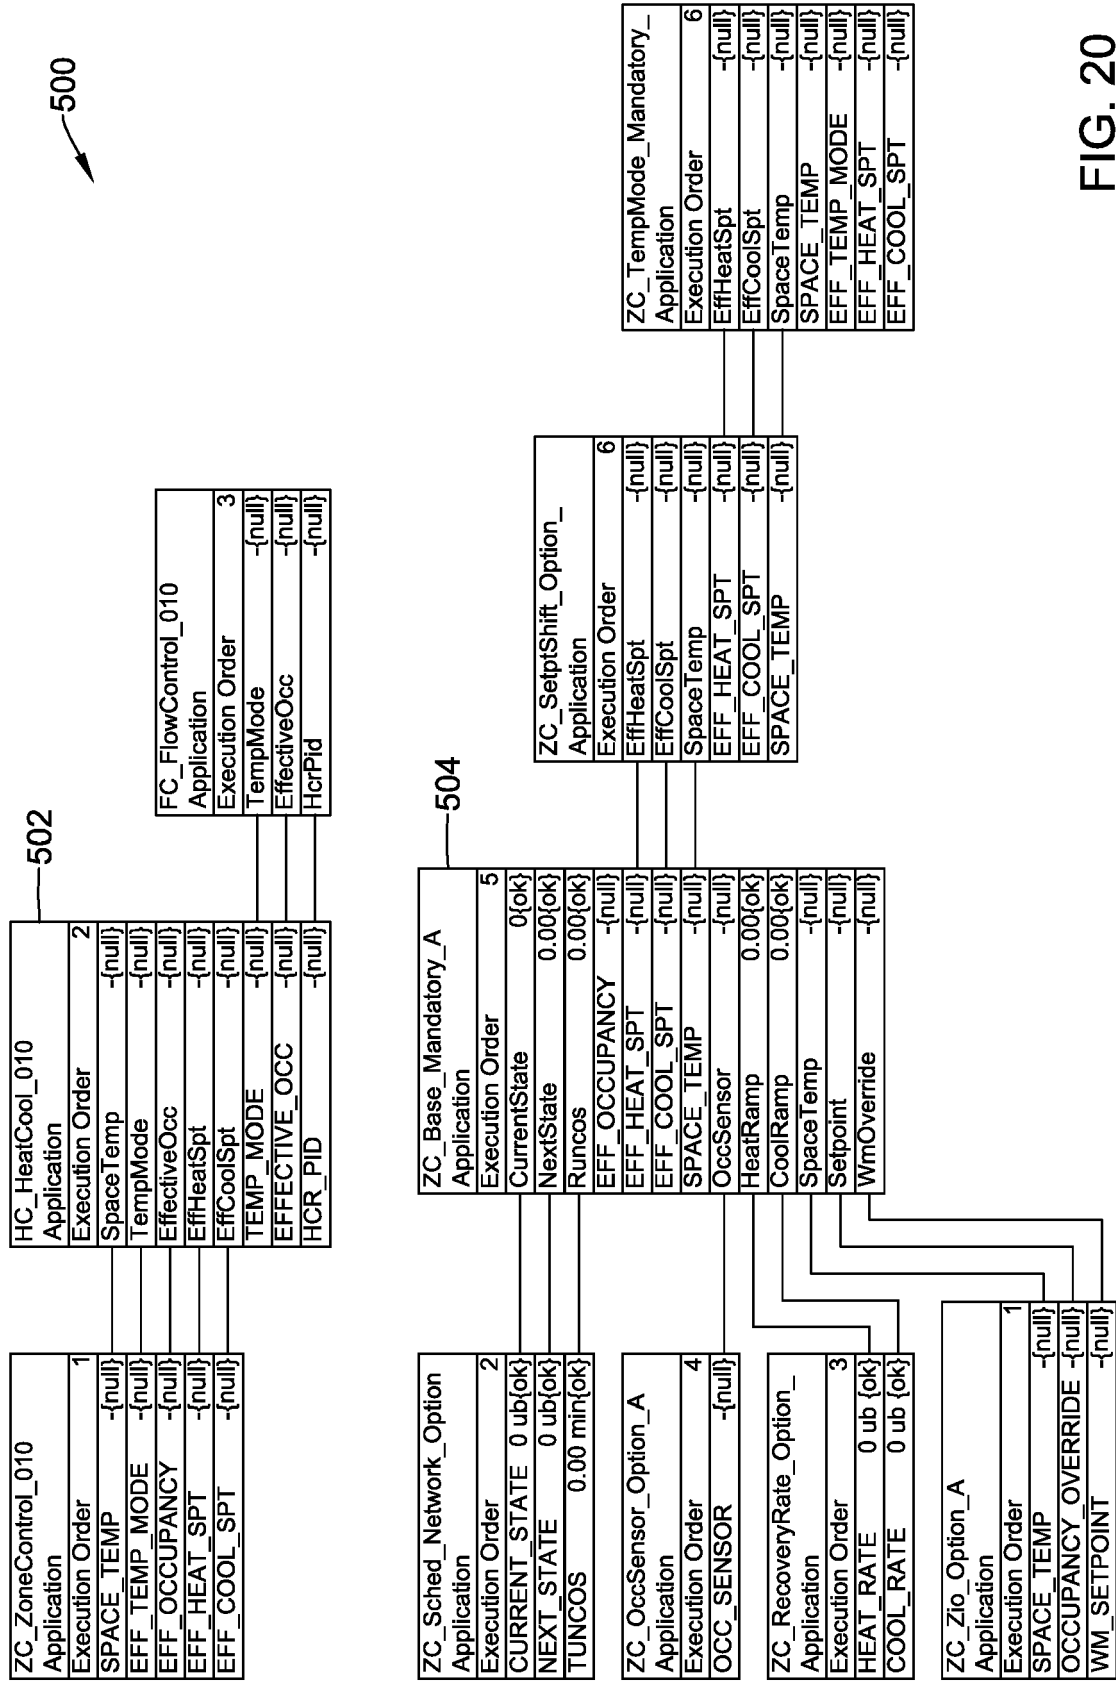 500
ZC_ZoneControl_010
Application
Execution Order 1
SPACE_TEMP -{null}
EFF_TEMP_MODE -{null}
EFF_OCCUPANCY -{null}
EFF_HEAT_SPT -{null}
EFF_COOL_SPT -{null}
502
HC_HeatCool_010
Application
Execution Order 2
SpaceTemp -{null}
TempMode -{null}
EffectiveOcc -{null}
EffHeatSpt -{null}
EffCoolSpt -{null}
TEMP_MODE -{null}
EFFECTIVE_OCC -{null}
HCR_PID -{null}
FC_FlowControl_010
Application
Execution Order 3
TempMode -{null}
EffectiveOcc -{null}
HcrPid -{null}
ZC_Sched_Network_Option
Application
Execution Order 2
CURRENT_STATE 0 ub{ok}
NEXT_STATE 0 ub{ok}
TUNCOS 0.00 min{ok}
ZC_OccSensor_Option_A
Application
Execution Order 4
OCC_SENSOR -{null}
ZC_RecoveryRate_Option_
Application
Execution Order 3
HEAT_RATE 0 ub {ok}
COOL_RATE 0 ub {ok}
ZC_Zio_Option_A
Application
Execution Order 1
SPACE_TEMP -{null}
OCCUPANCY_OVERRIDE -{null}
WM_SETPOINT -{null}
504
ZC_Base_Mandatory_A
Application
Execution Order 5
CurrentState 0{ok}
NextState 0.00{ok}
Runcos 0.00{ok}
EFF_OCCUPANCY -{null}
EFF_HEAT_SPT -{null}
EFF_COOL_SPT -{null}
SPACE_TEMP -{null}
OccSensor -{null}
HeatRamp 0.00{ok}
CoolRamp 0.00{ok}
SpaceTemp -{null}
Setpoint -{null}
WmOverride -{null}
ZC_SetptShift_Option_
Application
Execution Order 6
EffHeatSpt -{null}
EffCoolSpt -{null}
SpaceTemp -{null}
EFF_HEAT_SPT -{null}
EFF_COOL_SPT -{null}
SPACE_TEMP -{null}
ZC_TempMode_Mandatory_
Application
Execution Order 6
EffHeatSpt -{null}
EffCoolSpt -{null}
SpaceTemp -{null}
SPACE_TEMP -{null}
EFF_TEMP_MODE -{null}
EFF_HEAT_SPT -{null}
EFF_COOL_SPT -{null}
FIG. 20